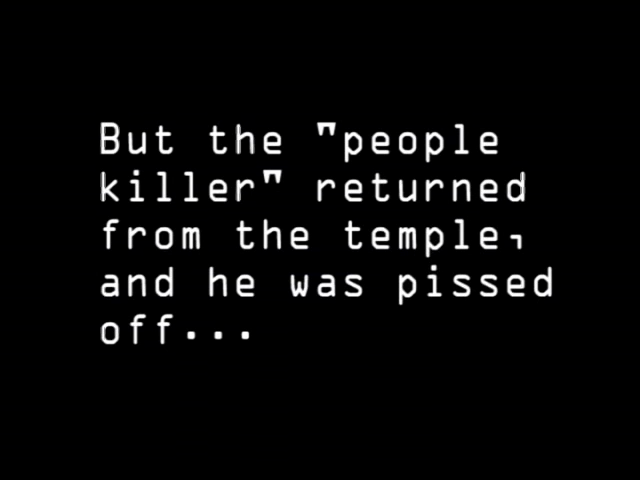 But the "people
killer" returned
from the temple,
and he was pissed
off...